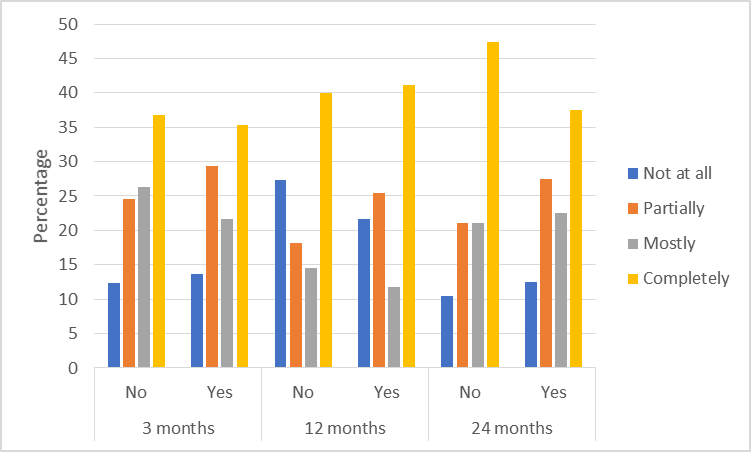 50
45
40
35
30
25
20
15
10
5
0
Percentage
No Yes No Yes No Yes
3 months 12 months 24 months
Not at all
Partially
Mostly
Completely